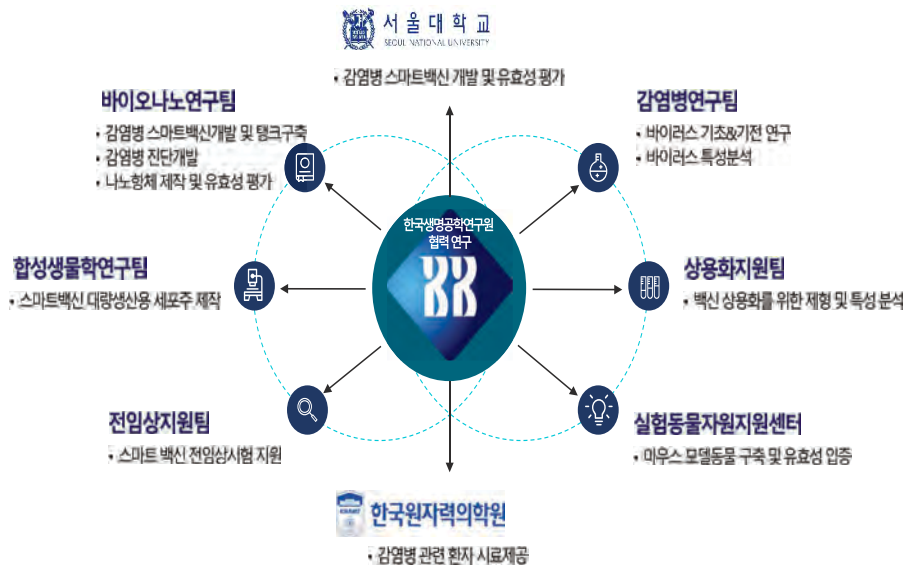 서울대학교
SEOUL NATIONAL UNIVERSITY
• 감염병 스마트백신 개발 및 유효성 평가
바이오나노연구팀
• 감염병 스마트백신개발 및 탱크구축
• 감염병 진단개발
• 나노항체 제작 및 유효성 평가
감염병연구팀
• 바이러스 기초&기전 연구
• 바이러스 특성분석
한국생명공학연구원
협력 연구
합성생물학연구팀
• 스마트백신 대량생산용 세포주 제작
상용화지원팀
• 백신 상용화를 위한 제형 및 특성 분석
전임상지원팀
• 스마트 백신 전임상시험 지원
실험동물자원지원센터
• 마우스 모델동물 구축 및 유효성 입증
한국원자력의학원
• 감염병 관련 환자 시료제공